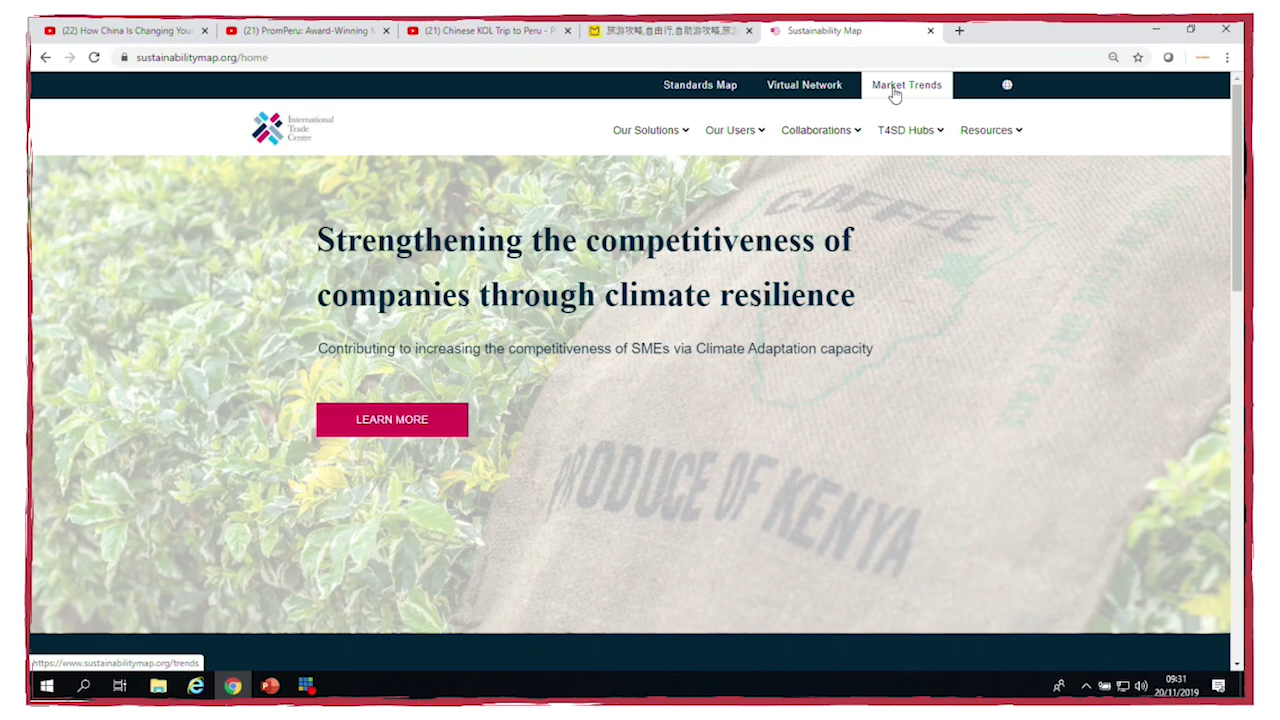 (22) How China Is Changing Your
(21) PromPeru: Award-Winning
(21) Chinese KOL Trip to Peru - P
旅游攻略,自由行,自助游攻略,旅
Sustainability Map
sustainabilitymap.org/home
Standards Map
Virtual Network
Market Trends
International
Trade
Centre
Our Solutions
Our Users
Collaborations
T4SD Hubs
Resources
COFFEE
Strengthening the competitiveness of
companies through climate resilience
Contributing to increasing the competitiveness of SMEs via Climate Adaptation capacity
LEARN MORE
PRODUCE OF KENYA
https://www.sustainabilitymap.org/trends
09:31
20/11/2019